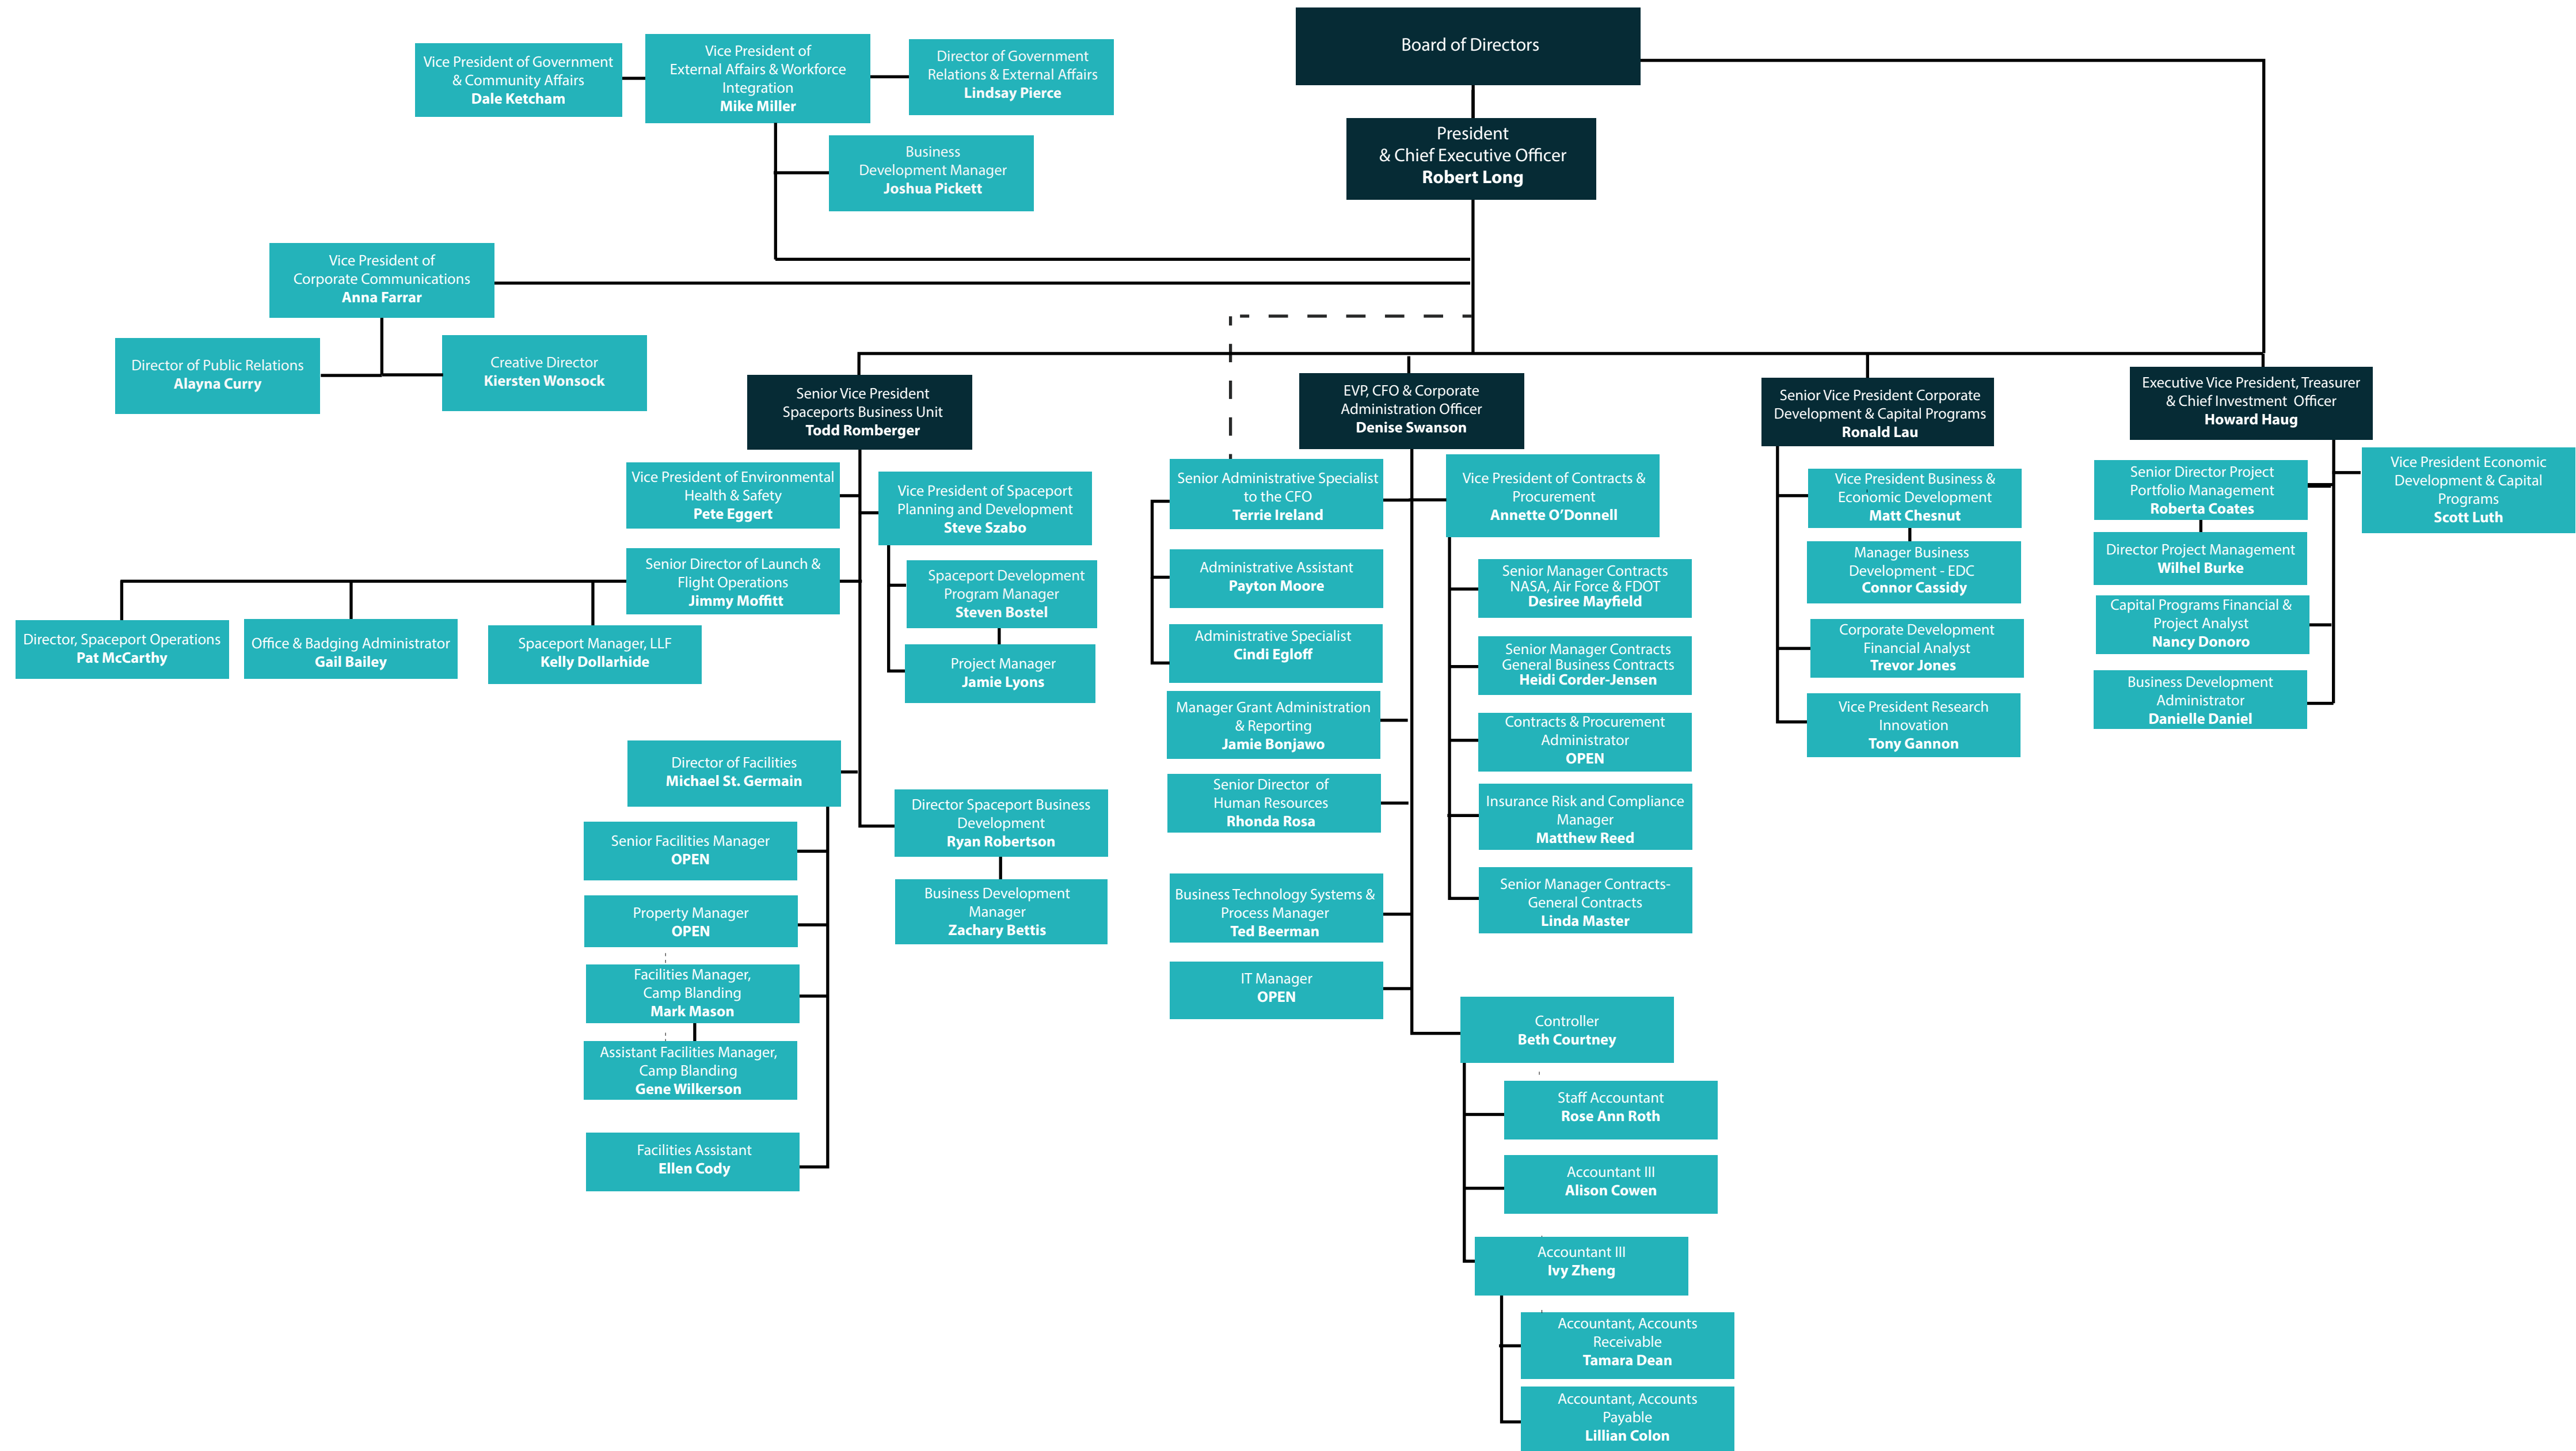 Board of Directors
President
& Chief Executive Officer
Robert Long
Vice President of Government
& Community Affairs
Dale Ketcham
Vice President of
External Affairs & Workforce
Integration
Mike Miller
Director of Government
Relations & External Affairs
Lindsay Pierce
Business
Development Manager
Joshua Pickett
Vice President of
Corporate Communications
Anna Farrar
Director of Public Relations
Alayna Curry
Creative Director
Kiersten Wonsock
Senior Vice President
Spaceports Business Unit
Todd Romberger
Vice President of Environmental
Health & Safety
Pete Eggert
Vice President of Spaceport
Planning and Development
Steve Szabo
Senior Director of Launch &
Flight Operations
Jimmy Moffitt
Spaceport Development
Program Manager
Steven Bostel
Project Manager
Jamie Lyons
Director, Spaceport Operations
Pat McCarthy
Office & Badging Administrator
Gail Bailey
Spaceport Manager, LLF
Kelly Dollarhide
Director of Facilities
Michael St. Germain
Senior Facilities Manager
OPEN
Property Manager
OPEN
Facilities Manager,
Camp Blanding
Mark Mason
Assistant Facilities Manager,
Camp Blanding
Gene Wilkerson
Facilities Assistant
Ellen Cody
Director Spaceport Business
Development
Ryan Robertson
Business Development
Manager
Zachary Bettis
EVP, CFO & Corporate
Administration Officer
Denise Swanson
Senior Administrative Specialist
to the CFO
Terrie Ireland
Administrative Assistant
Payton Moore
Administrative Specialist
Cindi Egloff
Manager Grant Administration
& Reporting
Jamie Bonjawo
Senior Director of
Human Resources
Rhonda Rosa
Business Technology Systems &
Process Manager
Ted Beerman
IT Manager
OPEN
Vice President of Contracts &
Procurement
Annette O’Donnell
Senior Manager Contracts
NASA, Air Force & FDOT
Desiree Mayfield
Senior Manager Contracts
General Business Contracts
Heidi Corder-Jensen
Contracts & Procurement
Administrator
OPEN
Insurance Risk and Compliance
Manager
Matthew Reed
Senior Manager Contracts-
General Contracts
Linda Master
Controller
Beth Courtney
Staff Accountant
Rose Ann Roth
Accountant III
Alison Cowen
Accountant III
Ivy Zheng
Accountant, Accounts
Receivable
Tamara Dean
Accountant, Accounts
Payable
Lillian Colon
Senior Vice President Corporate
Development & Capital Programs
Ronald Lau
Vice President Business &
Economic Development
Matt Chesnut
Manager Business
Development - EDC
Connor Cassidy
Corporate Development
Financial Analyst
Trevor Jones
Vice President Research
Innovation
Tony Gannon
Executive Vice President, Treasurer
& Chief Investment Officer
Howard Haug
Senior Director Project
Portfolio Management
Roberta Coates
Director Project Management
Wilhel Burke
Capital Programs Financial &
Project Analyst
Nancy Donoro
Business Development
Administrator
Danielle Daniel
Vice President Economic
Development & Capital
Programs
Scott Luth